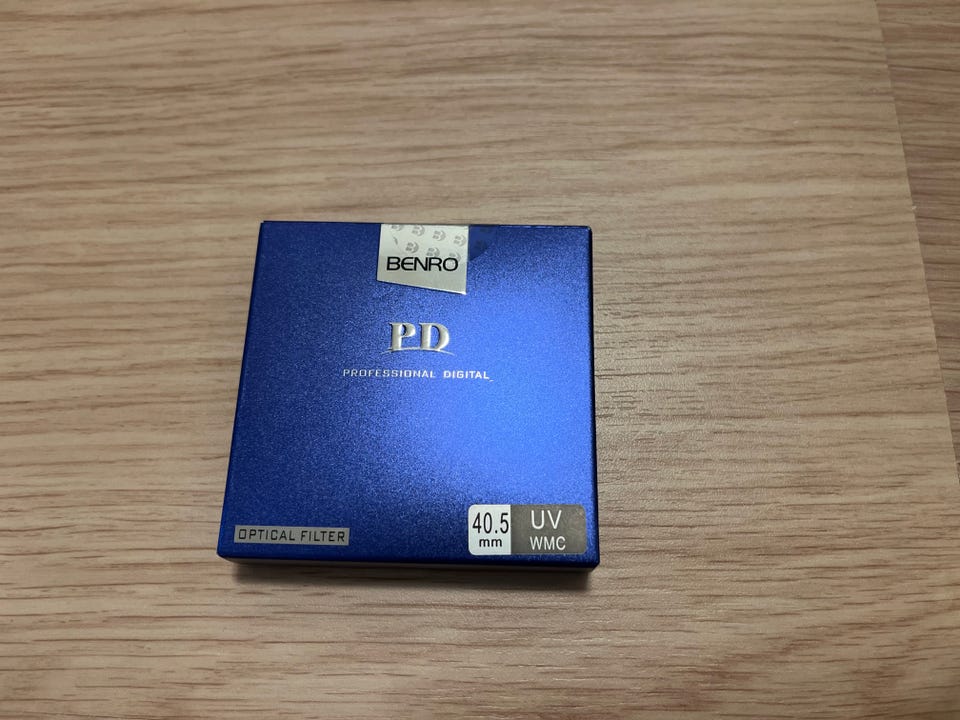 BENRO
PD
PROFESSIONAL DIGITAL
OPTICAL FILTER
40.5
mm
UV
WMC